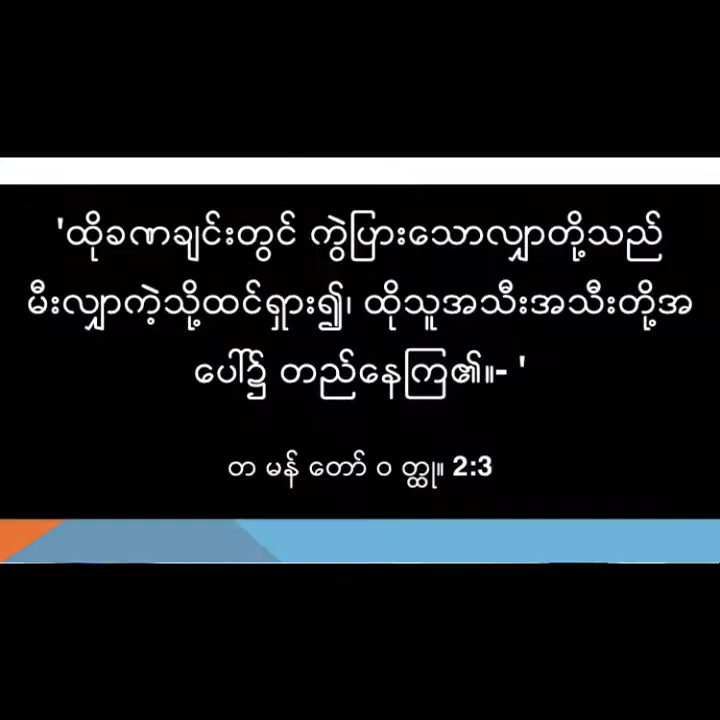 'ထိုခဏချင်းတွင် ကွဲပြားသောလျှာတို့သည်
မီးလျှာကဲ့သို့ထင်ရှား၍၊ ထိုသူအသီးအသီးတို့အ
ပေါ်၌ တည်နေကြ၏။- '
တ မန် တော် ဝ တ္ထု။ 2:3